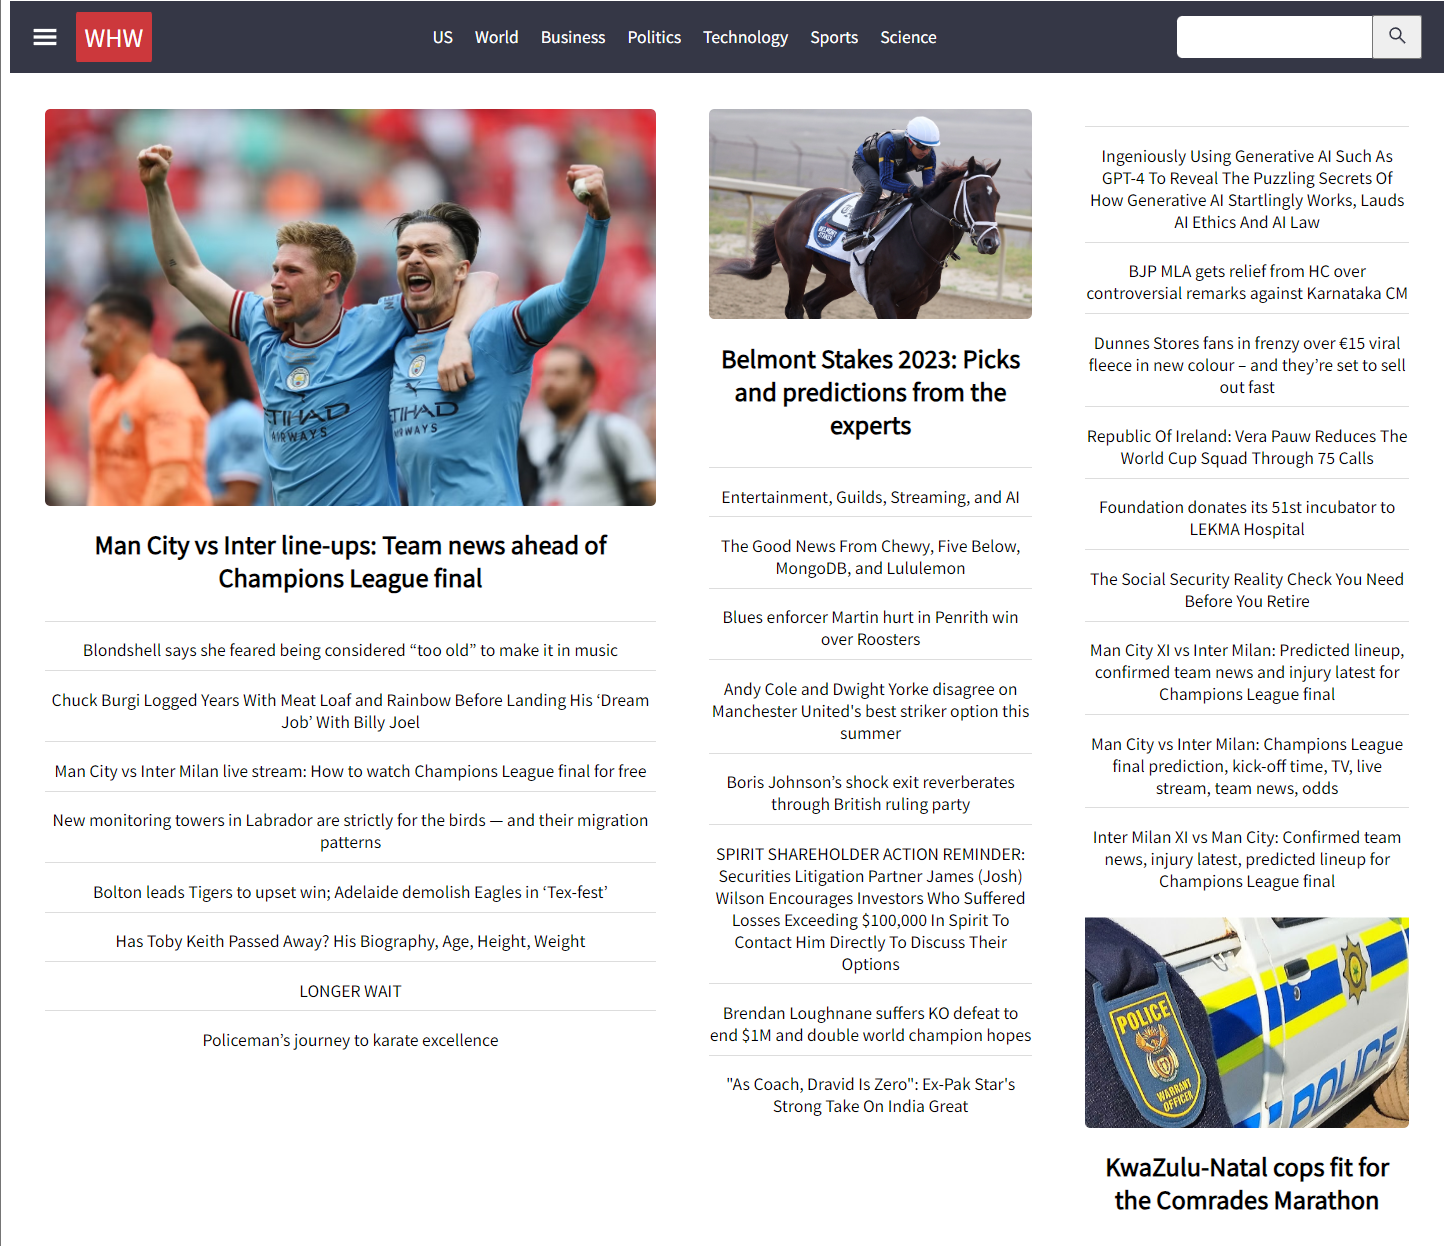 WHW
US World Business Politics Technology Sports Science
ETIHAD
AIRWAYS
ETIHAD
AIRWAYS
Man City vs Inter line-ups: Team news ahead of
Champions League final
Blondshell says she feared being considered “too old” to make it in music
Chuck Burgi Logged Years With Meat Loaf and Rainbow Before Landing His ‘Dream
Job’ With Billy Joel
Man City vs Inter Milan live stream: How to watch Champions League final for free
New monitoring towers in Labrador are strictly for the birds — and their migration
patterns
Bolton leads Tigers to upset win; Adelaide demolish Eagles in ‘Tex-fest’
Has Toby Keith Passed Away? His Biography, Age, Height, Weight
LONGER WAIT
Policeman’s journey to karate excellence
BELMONT
STAKES
Belmont Stakes 2023: Picks
and predictions from the
experts
Entertainment, Guilds, Streaming, and AI
The Good News From Chewy, Five Below,
MongoDB, and Lululemon
Blues enforcer Martin hurt in Penrith win
over Roosters
Andy Cole and Dwight Yorke disagree on
Manchester United's best striker option this
summer
Boris Johnson’s shock exit reverberates
through British ruling party
SPIRIT SHAREHOLDER ACTION REMINDER:
Securities Litigation Partner James (Josh)
Wilson Encourages Investors Who Suffered
Losses Exceeding $100,000 In Spirit To
Contact Him Directly To Discuss Their
Options
Brendan Loughnane suffers KO defeat to
end $1M and double world champion hopes
"As Coach, Dravid Is Zero": Ex-Pak Star's
Strong Take On India Great
Ingeniously Using Generative AI Such As
GPT-4 To Reveal The Puzzling Secrets Of
How Generative AI Startlingly Works, Lauds
AI Ethics And AI Law
BJP MLA gets relief from HC over
controversial remarks against Karnataka CM
Dunnes Stores fans in frenzy over €15 viral
fleece in new colour – and they’re set to sell
out fast
Republic Of Ireland: Vera Pauw Reduces The
World Cup Squad Through 75 Calls
Foundation donates its 51st incubator to
LEKMA Hospital
The Social Security Reality Check You Need
Before You Retire
Man City XI vs Inter Milan: Predicted lineup,
confirmed team news and injury latest for
Champions League final
Man City vs Inter Milan: Champions League
final prediction, kick-off time, TV, live
stream, team news, odds
Inter Milan XI vs Man City: Confirmed team
news, injury latest, predicted lineup for
Champions League final
POLICE
WARRANT
OFFICER
POLICE
KwaZulu-Natal cops fit for
the Comrades Marathon